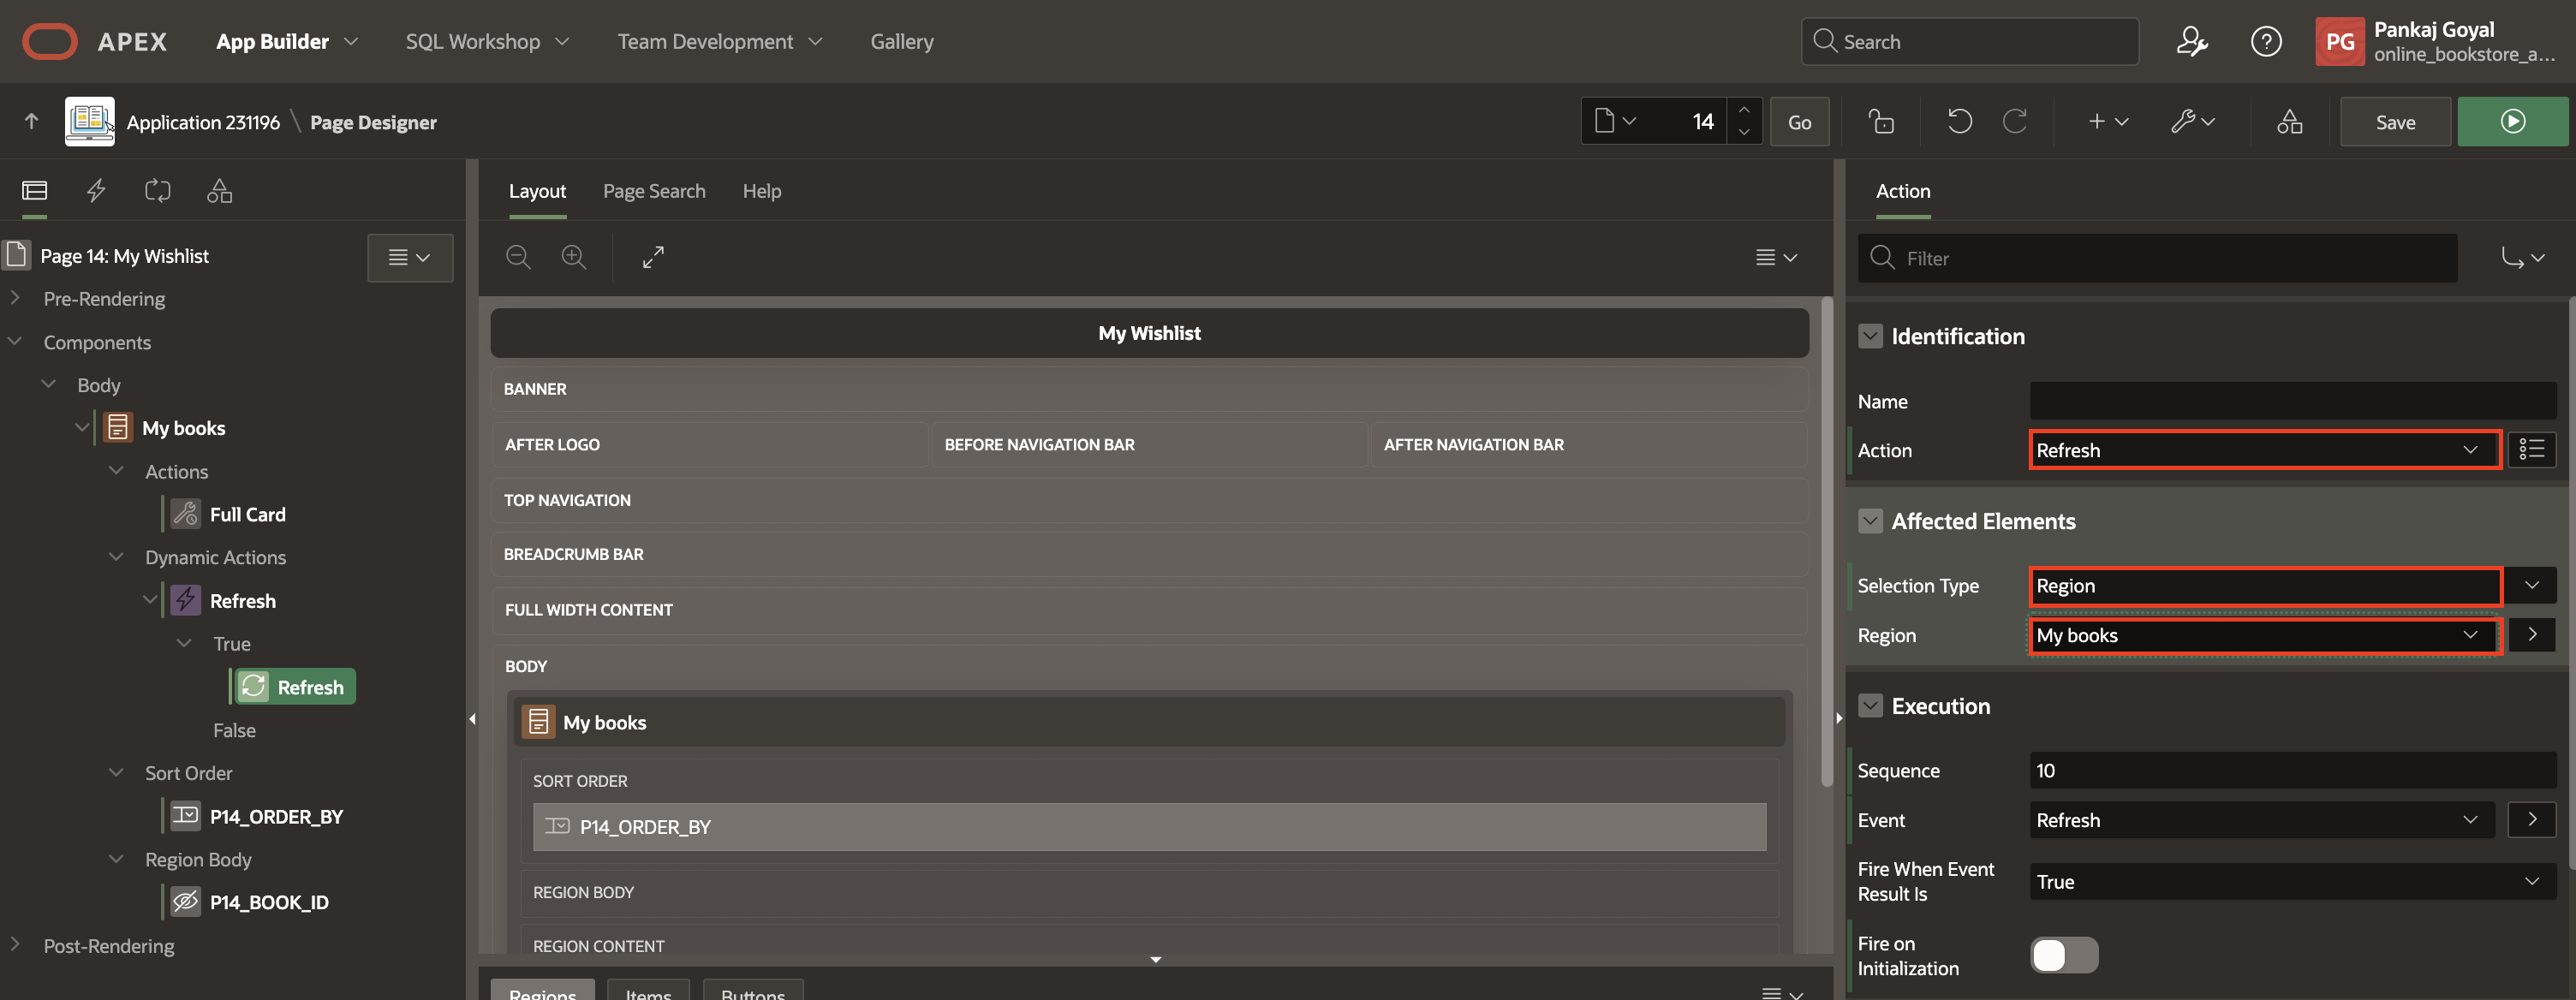 APEX
App Builder
SQL Workshop
Team Development
Gallery
Search
PG
Pankaj Goyal
online_bookstore_a...
Application 231196 \ Page Designer
14
Go
Save
Page 14: My Wishlist
Pre-Rendering
Components
Body
My books
Actions
Full Card
Dynamic Actions
Refresh
True
Refresh
False
Sort Order
P14_ORDER_BY
Region Body
P14_BOOK_ID
Post-Rendering
Layout
Page Search
Help
My Wishlist
BANNER
AFTER LOGO
BEFORE NAVIGATION BAR
AFTER NAVIGATION BAR
TOP NAVIGATION
BREADCRUMB BAR
FULL WIDTH CONTENT
BODY
My books
SORT ORDER
P14_ORDER_BY
REGION BODY
REGION CONTENT
Regions
Items
Buttons
Action
Filter
Identification
Name
Action
Refresh
Affected Elements
Selection Type
Region
Region
My books
Execution
Sequence
10
Event
Refresh
Fire When Event
Result Is
True
Fire on
Initialization